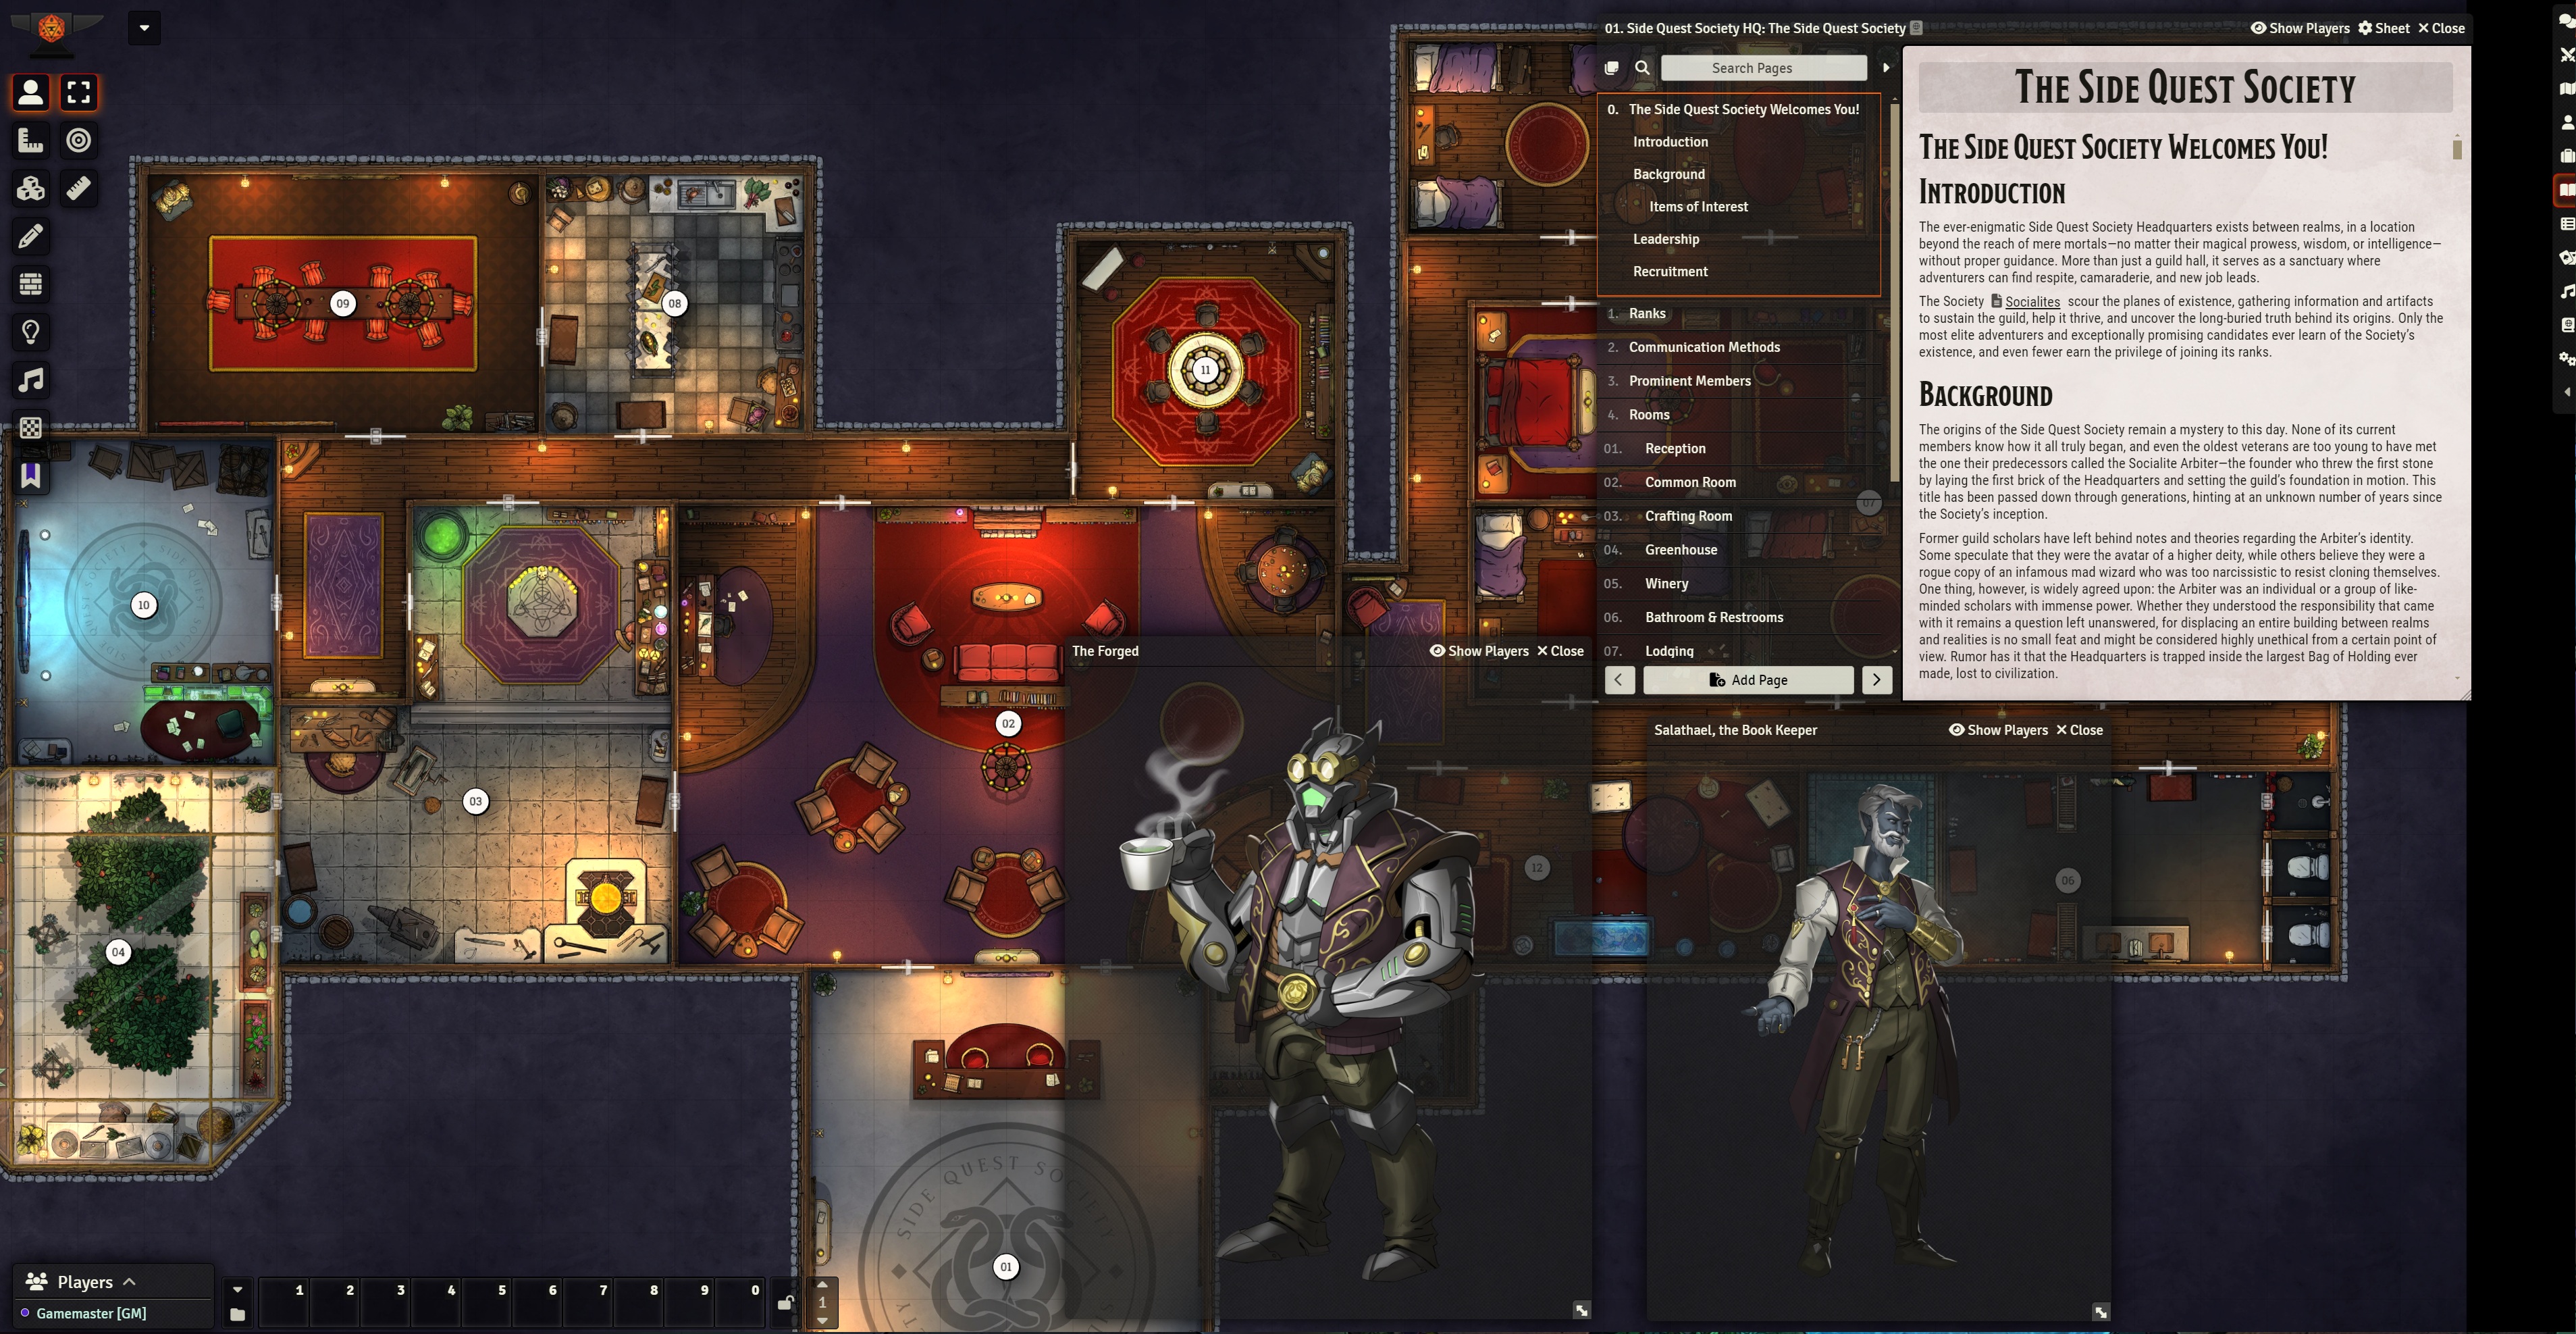 01. Side Quest Society HQ: The Side Quest Society
Show Players
Sheet
Close
Search Pages
0. The Side Quest Society Welcomes You!
Introduction
Background
Items of Interest
Leadership
Recruitment
1. Ranks
2. Communication Methods
3. Prominent Members
4. Rooms
01. Reception
02. Common Room
03. Crafting Room
04. Greenhouse
05. Winery
06. Bathroom & Restrooms
07. Lodging
Add Page
The Side Quest Society
The Side Quest Society Welcomes You!
Introduction
The ever-enigmatic Side Quest Society Headquarters exists between realms, in a location
beyond the reach of mere mortals—no matter their magical prowess, wisdom, or intelligence—
without proper guidance. More than just a guild hall, it serves as a sanctuary where
adventurers can find respite, camaraderie, and new job leads.
The Society Socialites scour the planes of existence, gathering information and artifacts
to sustain the guild, help it thrive, and uncover the long-buried truth behind its origins. Only the
most elite adventurers and exceptionally promising candidates ever learn of the Society's
existence, and even fewer earn the privilege of joining its ranks.
Background
The origins of the Side Quest Society remain a mystery to this day. None of its current
members know how it all truly began, and even the oldest veterans are too young to have met
the one their predecessors called the Socialite Arbiter—the founder who threw the first stone
by laying the first brick of the Headquarters and setting the guild's foundation in motion. This
title has been passed down through generations, hinting at an unknown number of years since
the Society's inception.
Former guild scholars have left behind notes and theories regarding the Arbiter's identity.
Some speculate that they were the avatar of a higher deity, while others believe they were a
rogue copy of an infamous mad wizard who was too narcissistic to resist cloning themselves.
One thing, however, is widely agreed upon: the Arbiter was an individual or a group of like-
minded scholars with immense power. Whether they understood the responsibility that came
with it remains a question left unanswered, for displacing an entire building between realms
and realities is no small feat and might be considered highly unethical from a certain point of
view. Rumor has it that the Headquarters is trapped inside the largest Bag of Holding ever
made, lost to civilization.
09
08
11
07
10
02
03
04
12
06
01
The Forged
Show Players
Close
Salathael, the Book Keeper
Show Players
Close
SIDE QUEST SOCIETY
SIDE QUEST SOCIETY
Players
Gamemaster [GM]
1 2 3 4 5 6 7 8 9 0
1